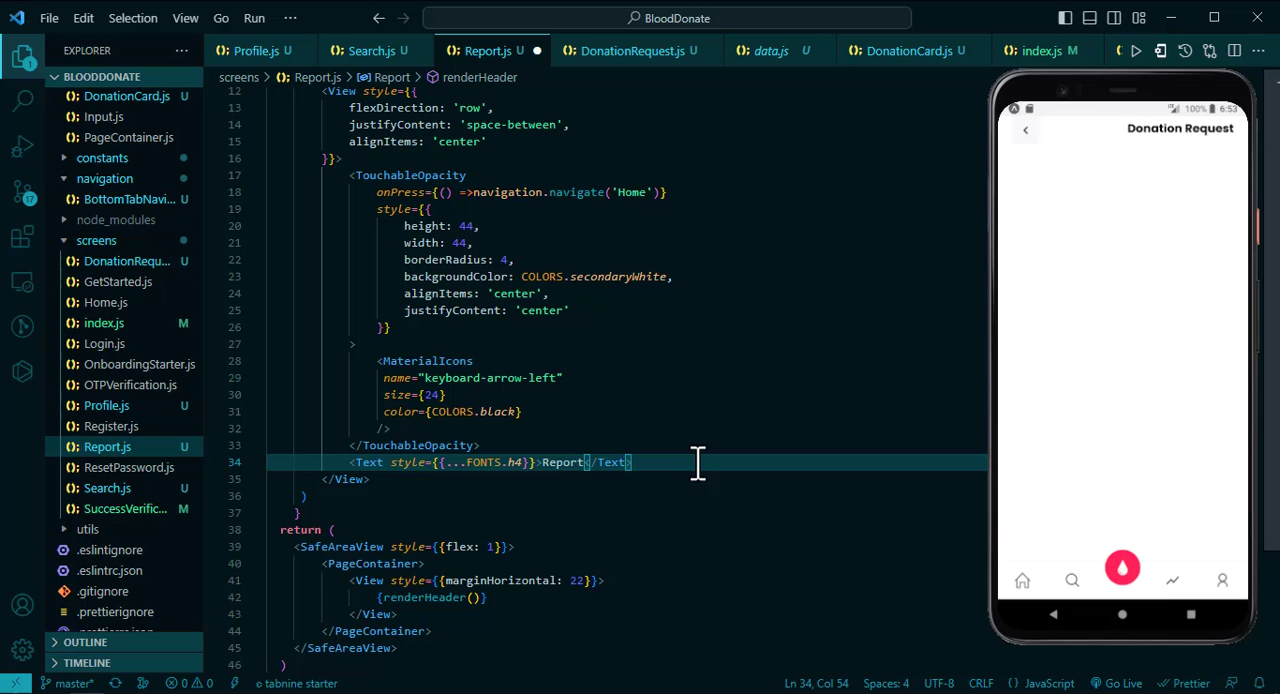 File Edit Selection View Go Run ··· BloodDonate
EXPLORER ···
BLOODDONATE
DonationCard.js U
Input.js
PageContainer.js
constants
navigation
BottomTabNavi... U
node_modules
screens
DonationRequ... U
GetStarted.js
Home.js
index.js M
Login.js
OnboardingStarter.js
OTPVerification.js
Profile.js U
Register.js
Report.js U
ResetPassword.js
Search.js U
SuccessVerific... M
utils
.eslintignore
.eslintrc.json
.gitignore
.prettierignore
OUTLINE
TIMELINE
Profile.js U Search.js U Report.js U DonationRequest.js U data.js U DonationCard.js U index.js M
screens > Report.js > Report > renderHeader
12 <View style={{
13 flexDirection: 'row',
14 justifyContent: 'space-between',
15 alignItems: 'center'
16 }}>
17 <TouchableOpacity
18 onPress={() =>navigation.navigate('Home')}
19 style={{
20 height: 44,
21 width: 44,
22 borderRadius: 4,
23 backgroundColor: COLORS.secondaryWhite,
24 alignItems: 'center',
25 justifyContent: 'center'
26 }}
27 >
28 <MaterialIcons
29 name="keyboard-arrow-left"
30 size={24}
31 color={COLORS.black}
32 />
33 </TouchableOpacity>
34 <Text style={{...FONTS.h4}}>Report</Text>
35 </View>
36 )
37 }
38 return (
39 <SafeAreaView style={{flex: 1}}>
40 <PageContainer>
41 <View style={{marginHorizontal: 22}}>
42 {renderHeader()}
43 </View>
44 </PageContainer>
45 </SafeAreaView>
46 )
100% 6:53
Donation Request
master* 0 0 tabnine starter Ln 34, Col 54 Spaces: 4 UTF-8 CRLF {} JavaScript Go Live Prettier